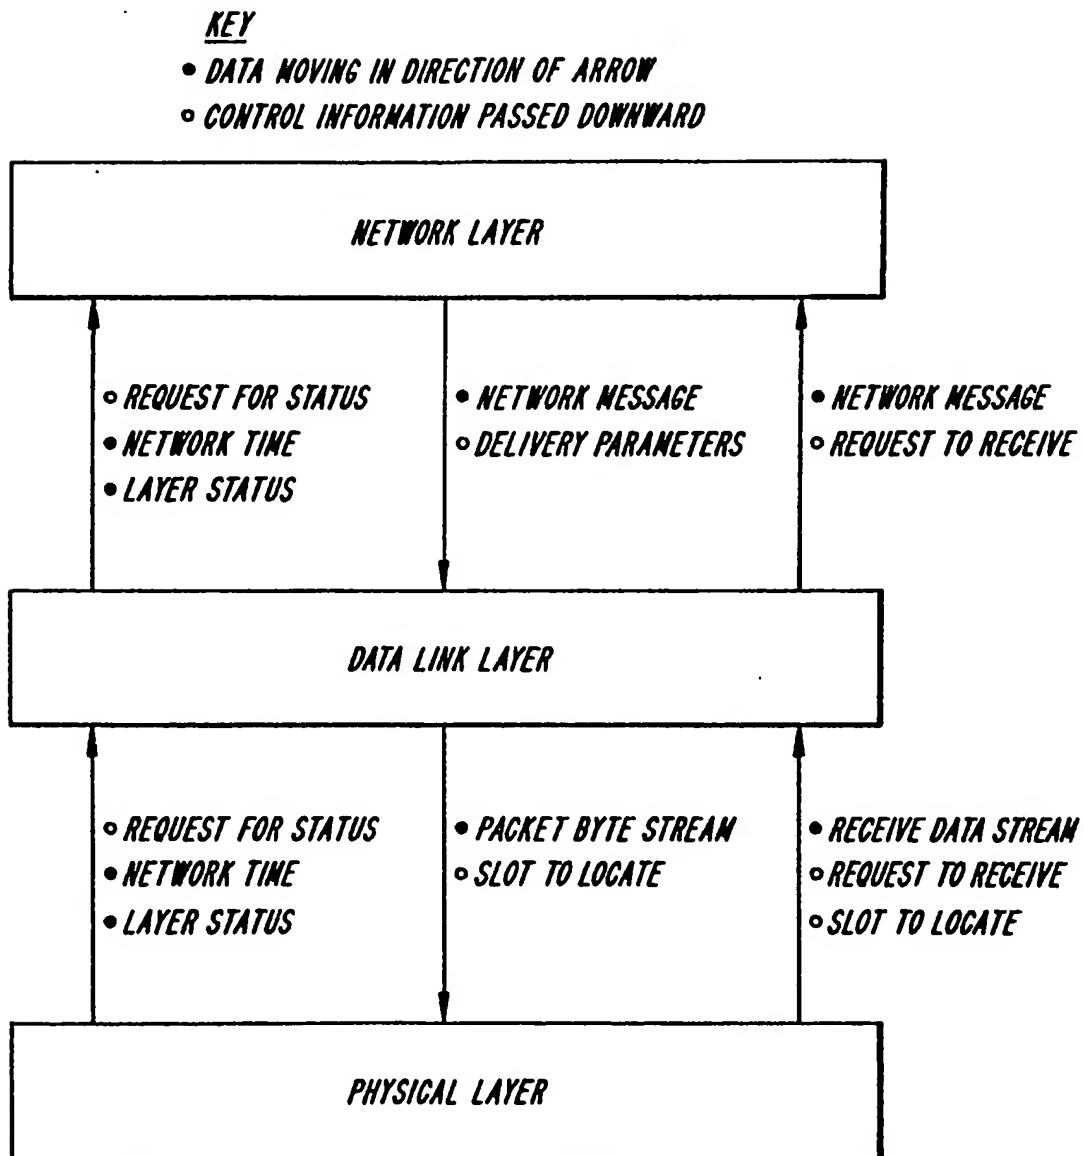 KEY
• DATA MOVING IN DIRECTION OF ARROW
○ CONTROL INFORMATION PASSED DOWNWARD
NETWORK LAYER
○ REQUEST FOR STATUS
• NETWORK TIME
• LAYER STATUS
• NETWORK MESSAGE
○ DELIVERY PARAMETERS
• NETWORK MESSAGE
○ REQUEST TO RECEIVE
DATA LINK LAYER
○ REQUEST FOR STATUS
• NETWORK TIME
• LAYER STATUS
• PACKET BYTE STREAM
○ SLOT TO LOCATE
• RECEIVE DATA STREAM
○ REQUEST TO RECEIVE
○ SLOT TO LOCATE
PHYSICAL LAYER